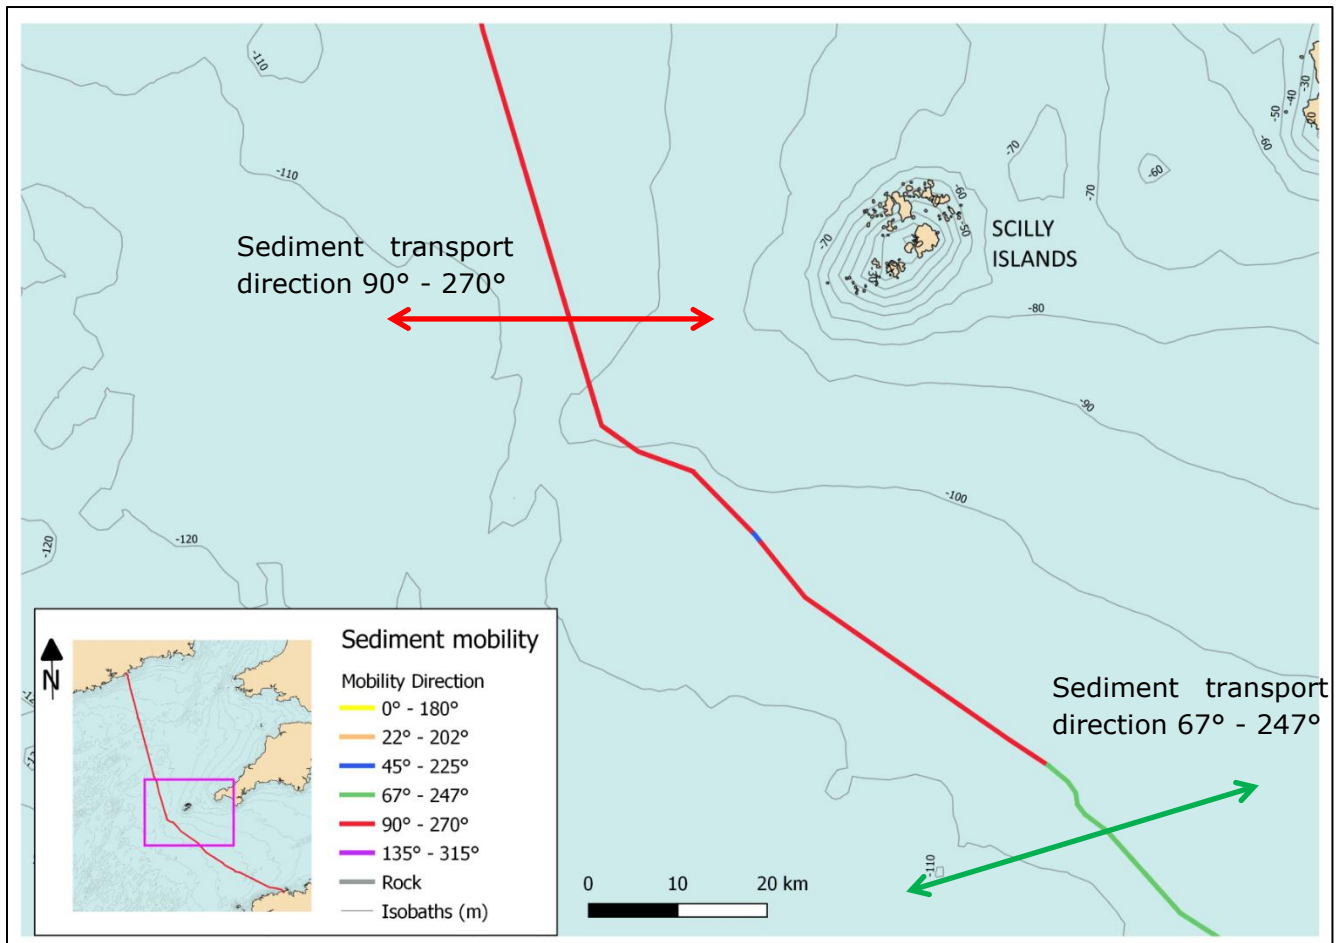 -110
-30
-40
-50
-20
-60
-70
-60
-70
-110
-60
-50
-70
-30
SCILLY
ISLANDS
Sediment transport
direction 90° - 270°
-80
-90
-100
-120
-120
Sediment transport
direction 67° - 247°
-110
N
Sediment mobility
Mobility Direction
0° - 180°
22° - 202°
45° - 225°
67° - 247°
90° - 270°
135° - 315°
Rock
Isobaths (m)
0 10 20 km